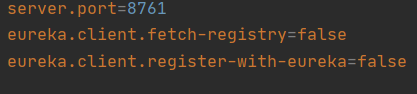 server.port=8761
eureka.client.fetch-registry=false
eureka.client.register-with-eureka=false